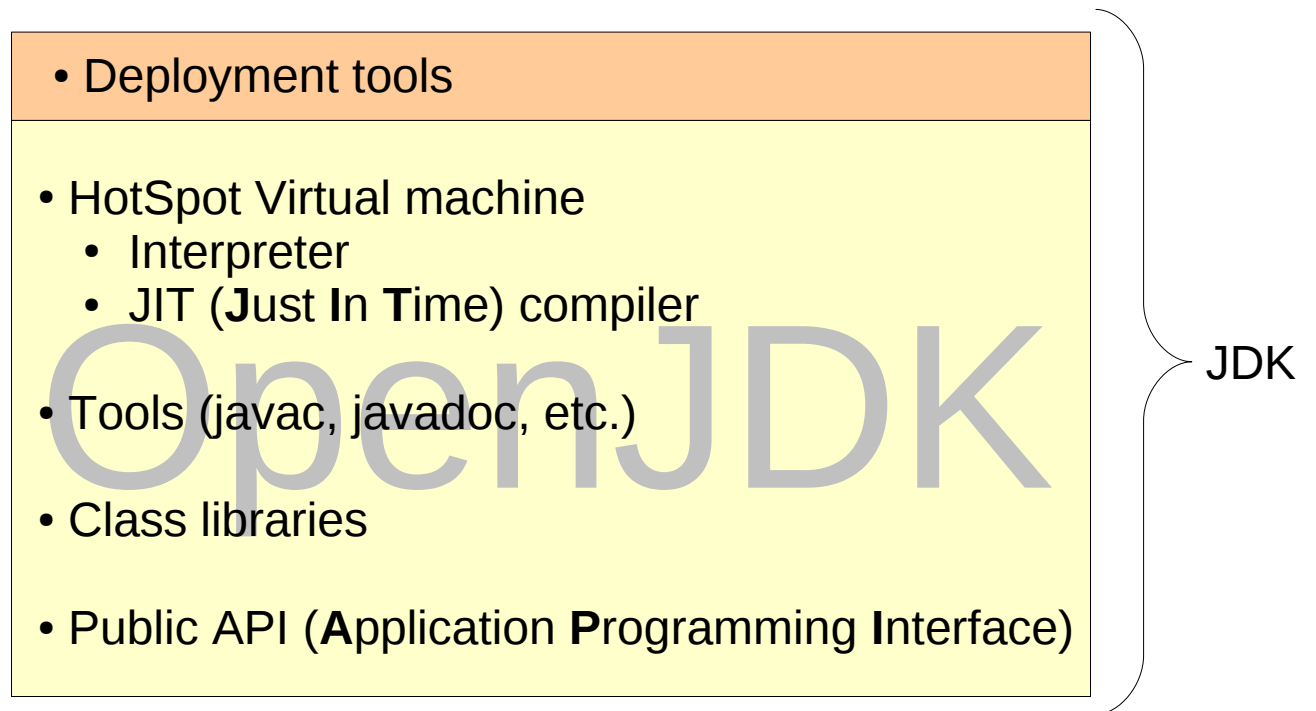 • Deployment tools
• HotSpot Virtual machine
• Interpreter
• JIT (Just In Time) compiler
OpenJDK
• Tools (javac, javadoc, etc.)
• Class libraries
• Public API (Application Programming Interface)
JDK